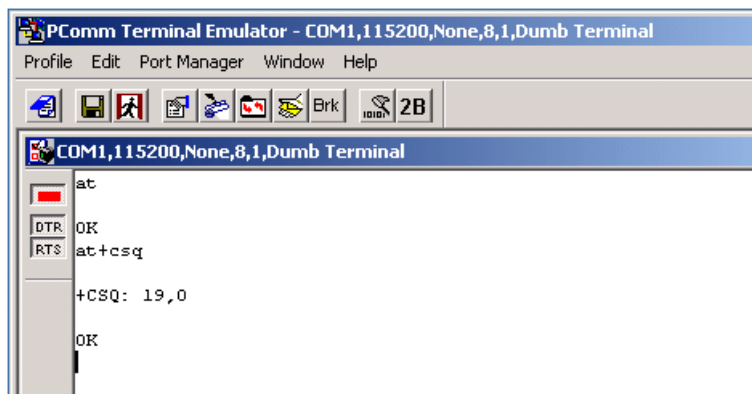 PComm Terminal Emulator - COM1,115200,None,8,1,Dumb Terminal
Profile Edit Port Manager Window Help
Brk 2B
COM1,115200,None,8,1,Dumb Terminal
at
DTR OK
RTS at+csq
+CSQ: 19,0
OK